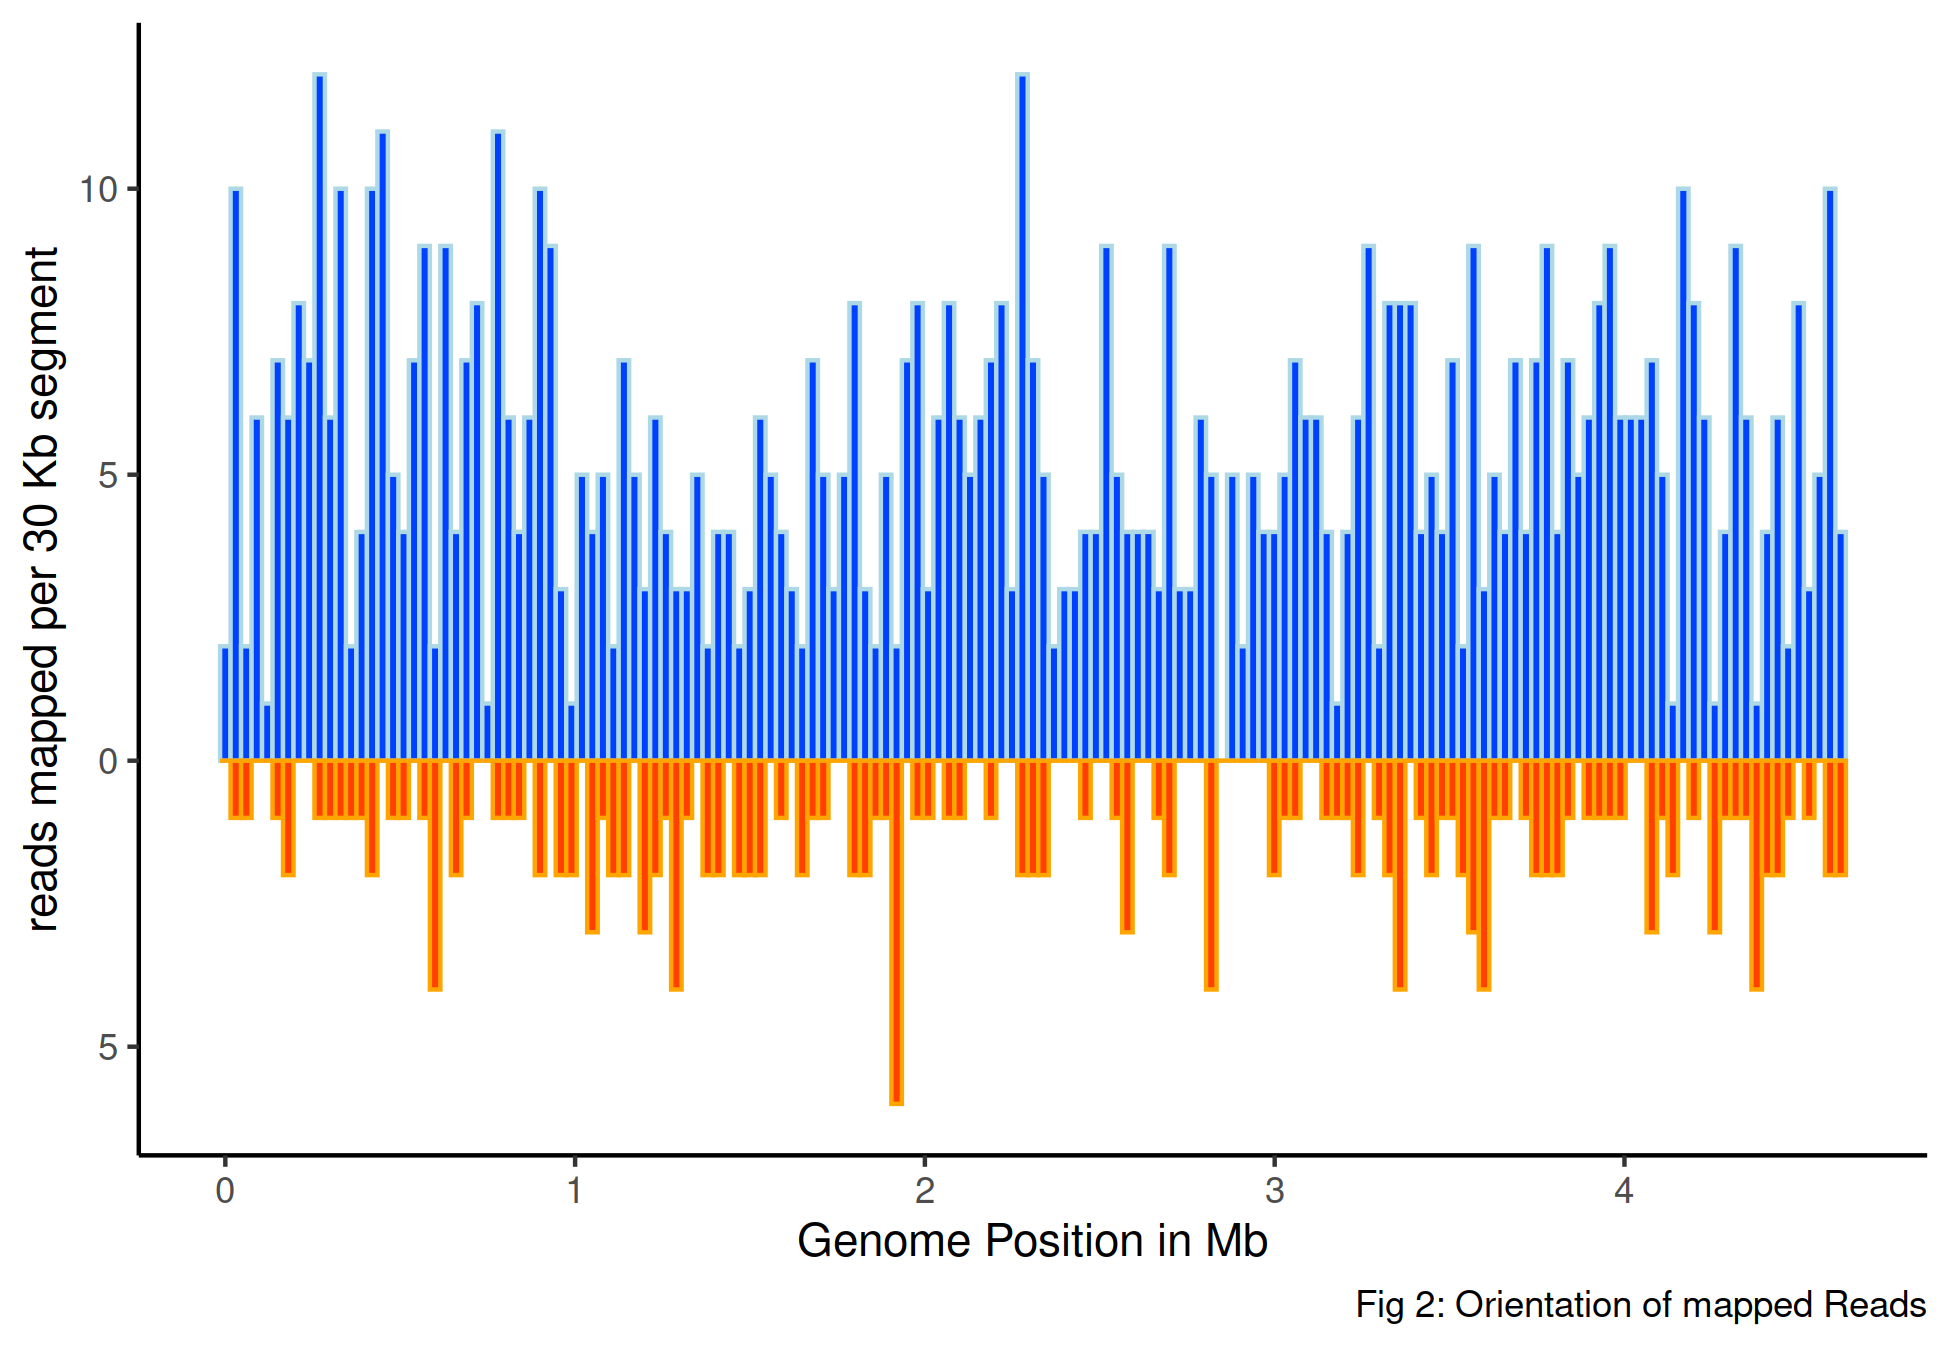 reads mapped per 30 Kb segment
10
5
0
5
0 1 2 3 4
Genome Position in Mb
Fig 2: Orientation of mapped Reads